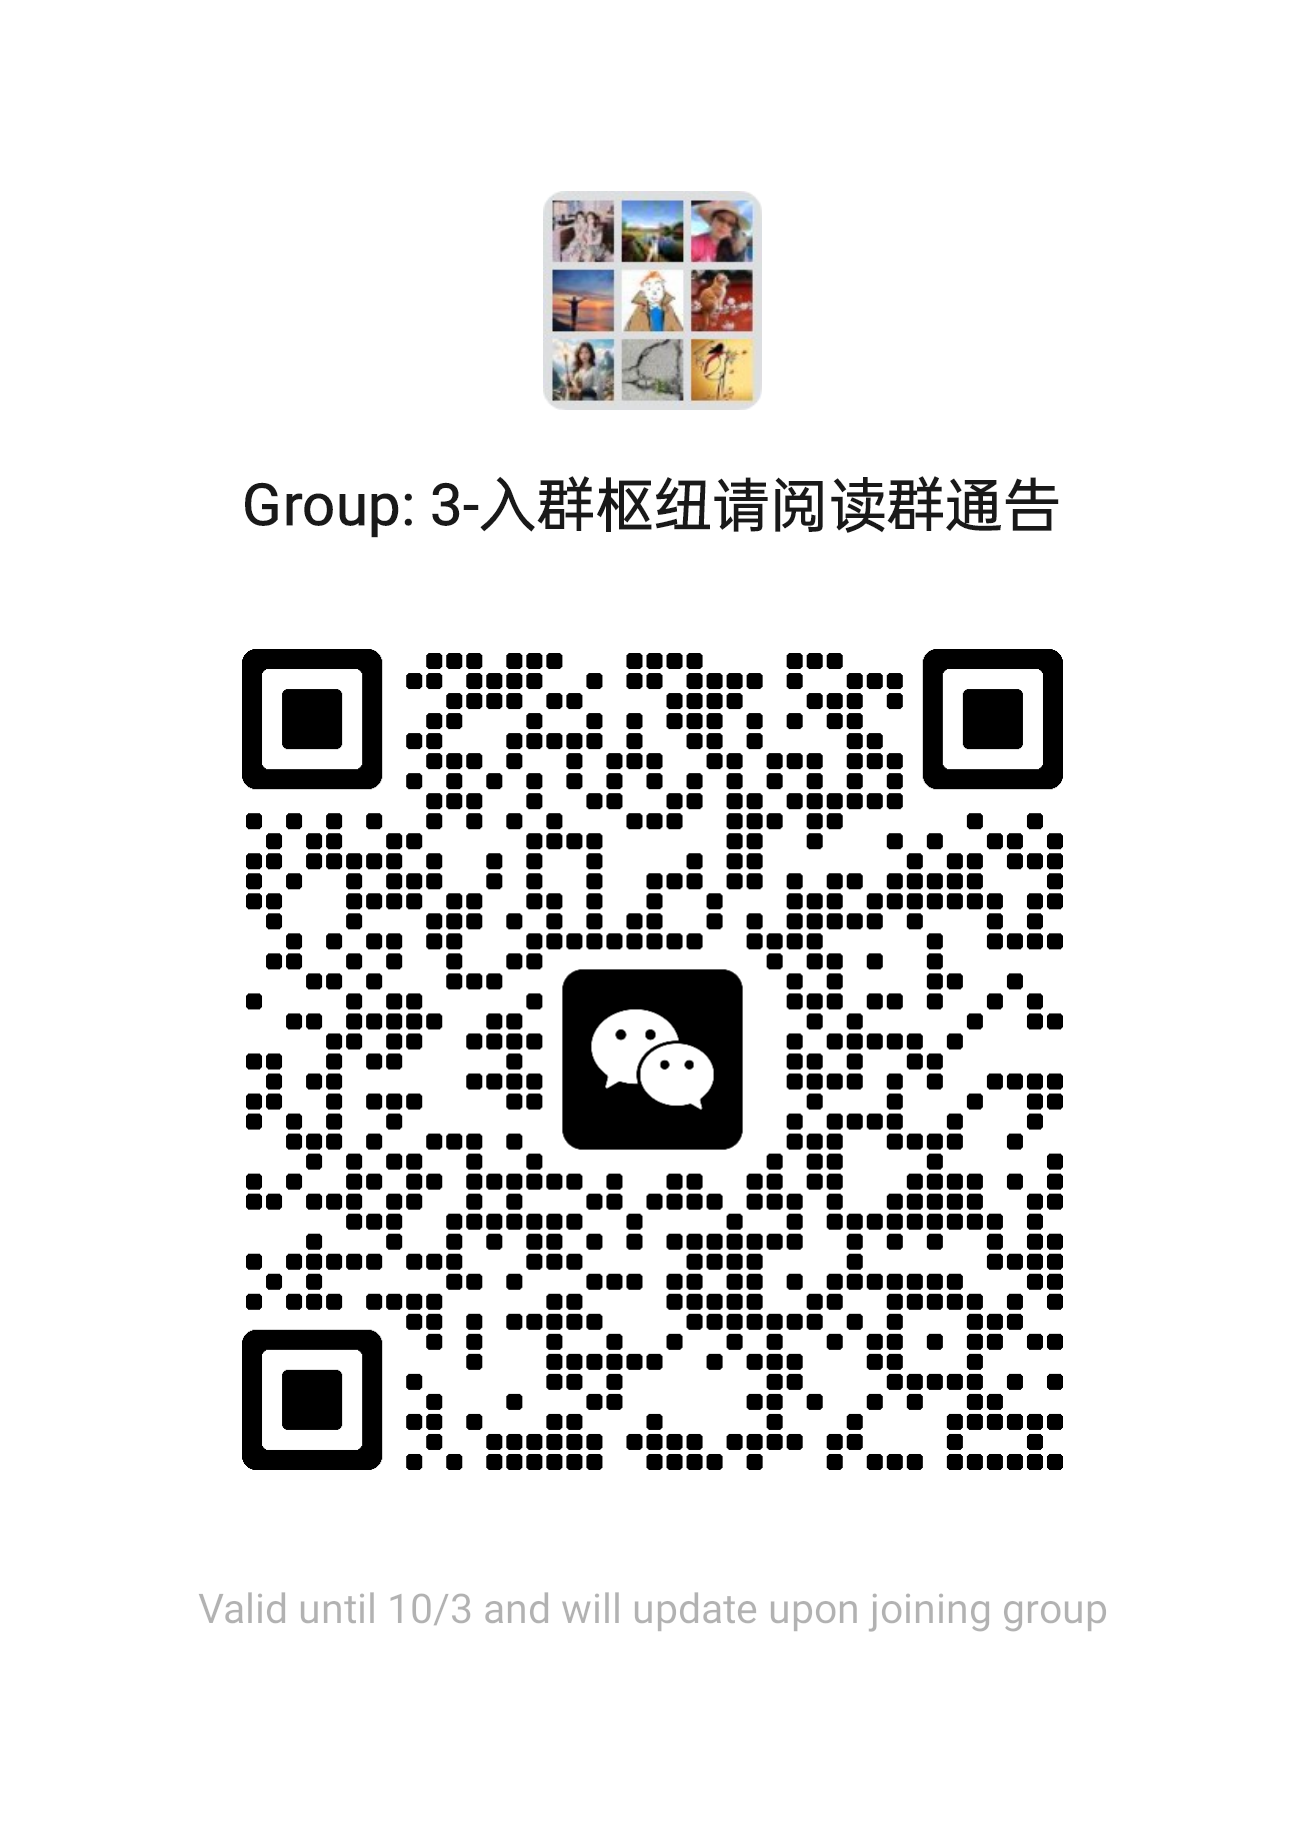 Group: 3-入群枢纽请阅读群通告
Valid until 10/3 and will update upon joining group